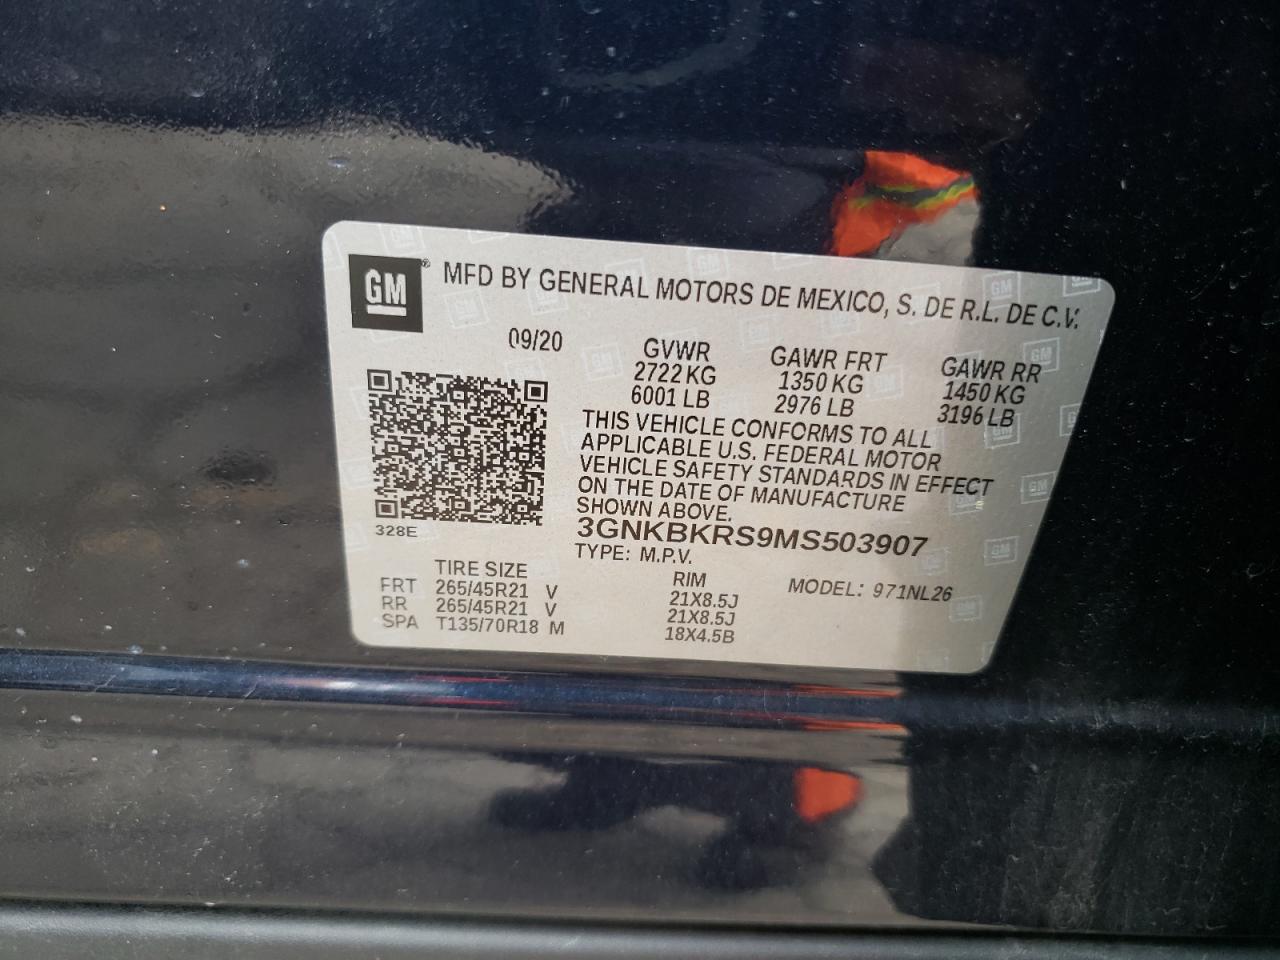 GM® MFD BY GENERAL MOTORS DE MEXICO, S. DE R.L. DE C.V.
09/20 GVWR GAWR FRT GAWR RR
2722 KG 1350 KG 1450 KG
6001 LB 2976 LB 3196 LB
THIS VEHICLE CONFORMS TO ALL
APPLICABLE U.S. FEDERAL MOTOR
VEHICLE SAFETY STANDARDS IN EFFECT
ON THE DATE OF MANUFACTURE
SHOWN ABOVE.
328E 3GNKBKRS9MS503907
TYPE: M.P.V. MODEL: 971NL26
TIRE SIZE RIM
FRT 265/45R21 V 21X8.5J
RR 265/45R21 V 21X8.5J
SPA T135/70R18 M 18X4.5B